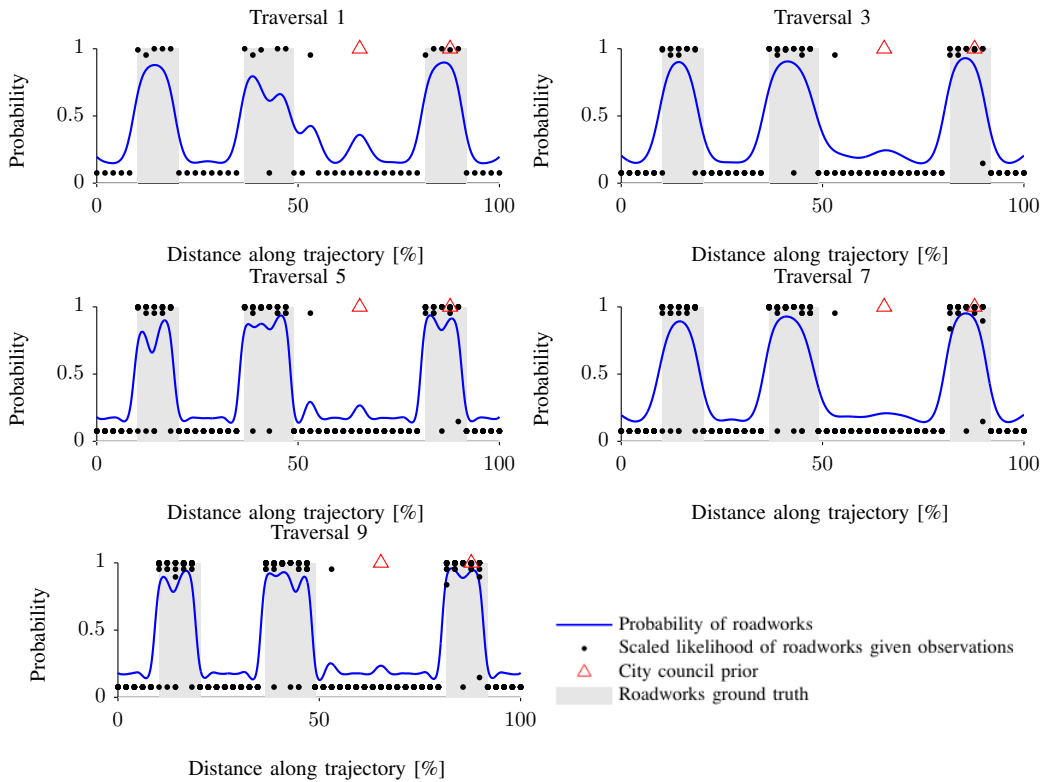 Traversal 1
Probability
1
0.5
0
0
50
100
Distance along trajectory [%]
Traversal 3
Probability
1
0.5
0
0
50
100
Distance along trajectory [%]
Traversal 5
Probability
1
0.5
0
0
50
100
Distance along trajectory [%]
Traversal 7
Probability
1
0.5
0
0
50
100
Distance along trajectory [%]
Traversal 9
Probability
1
0.5
0
0
50
100
Distance along trajectory [%]
Probability of roadworks
Scaled likelihood of roadworks given observations
City council prior
Roadworks ground truth